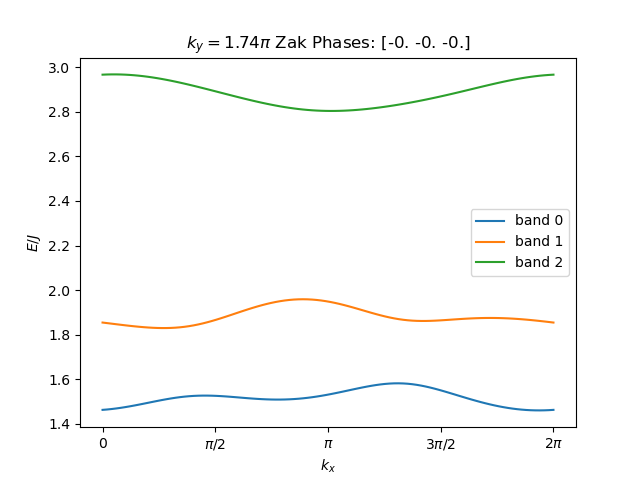 $k_y = 1.74\pi$ Zak Phases: [-0. -0. -0.]
3.0
2.8
2.6
2.4
2.2
2.0
1.8
1.6
1.4
E/J
band 0
band 1
band 2
0
π/2
π
3π/2
2π
$k_x$